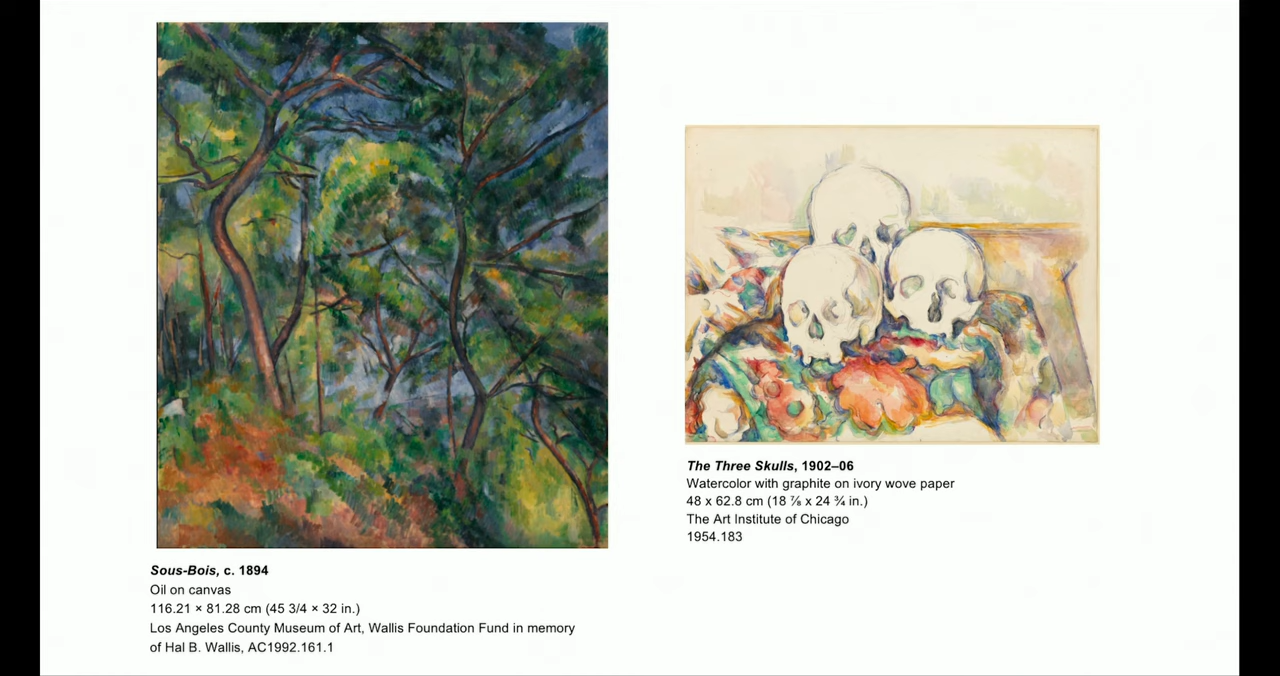 The Three Skulls, 1902–06
Watercolor with graphite on ivory wove paper
48 x 62.8 cm (18 ⅞ x 24 ¾ in.)
The Art Institute of Chicago
1954.183
Sous-Bois, c. 1894
Oil on canvas
116.21 × 81.28 cm (45 3/4 × 32 in.)
Los Angeles County Museum of Art, Wallis Foundation Fund in memory
of Hal B. Wallis, AC1992.161.1